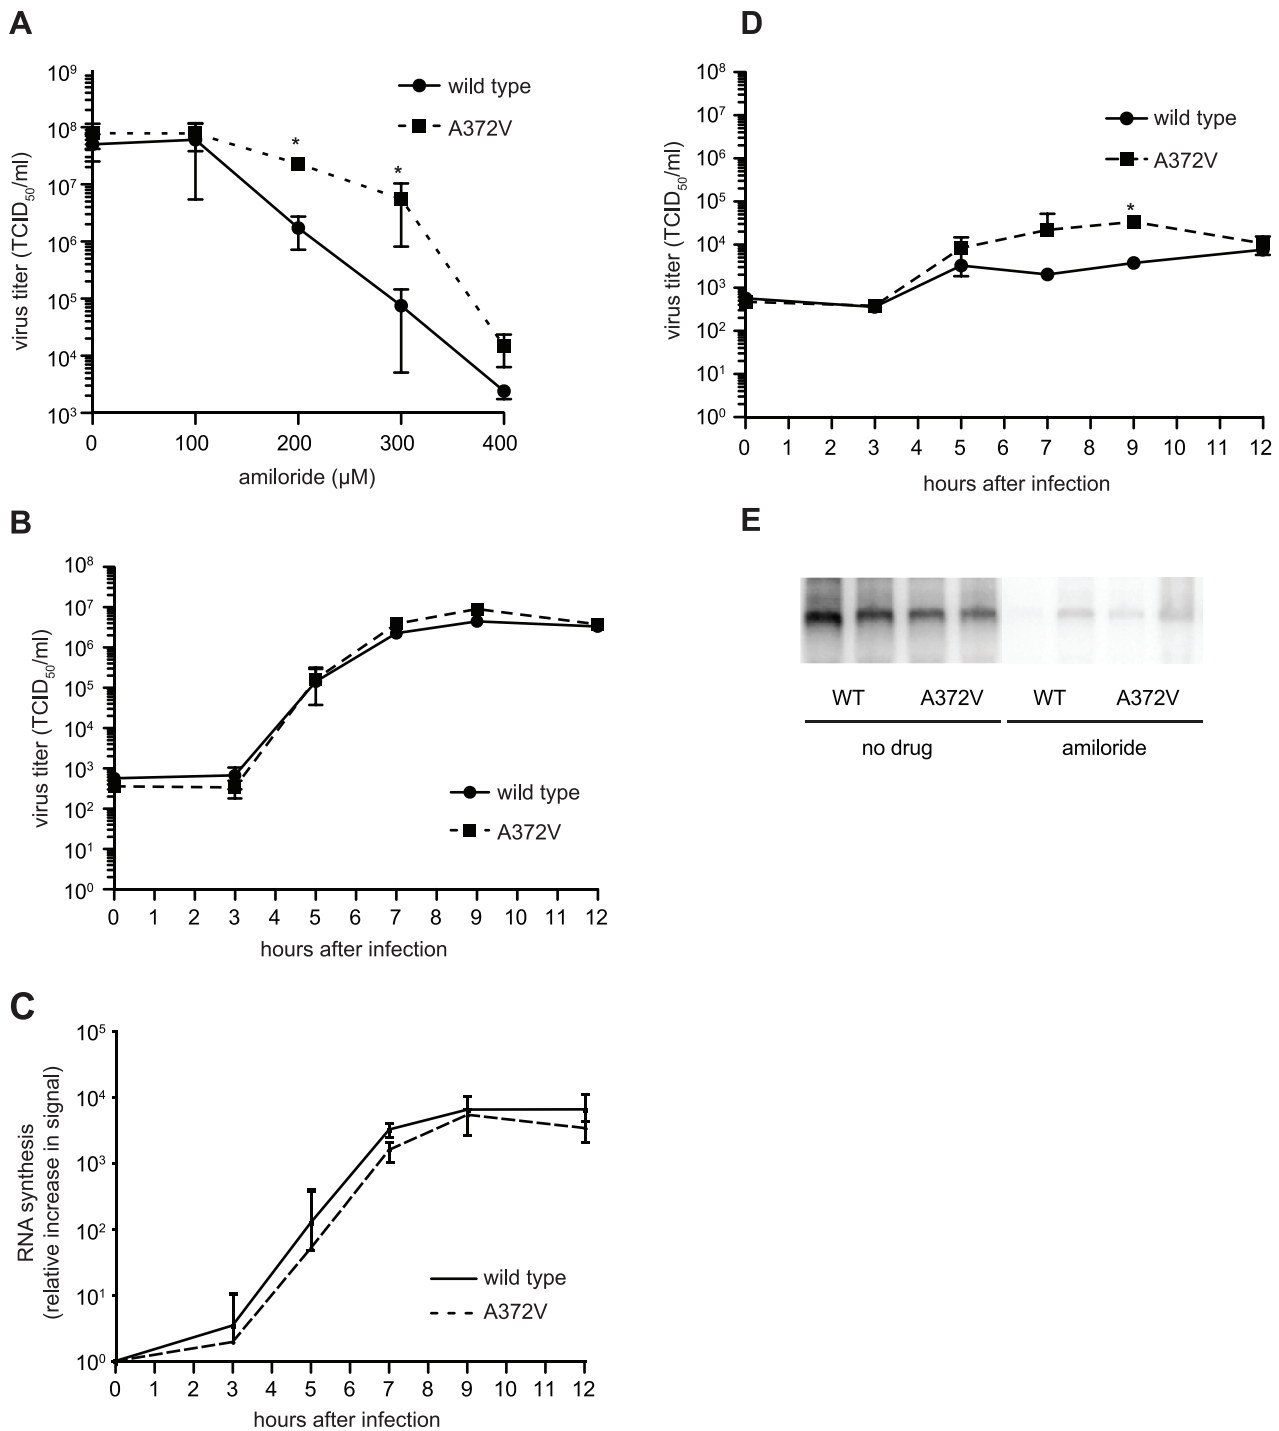 A
virus titer (TCID50/ml)
10⁹
10⁸
10⁷
10⁶
10⁵
10⁴
10³
wild type
A372V
*
*
0 100 200 300 400
amiloride (µM)
D
virus titer (TCID50/ml)
10⁸
10⁷
10⁶
10⁵
10⁴
10³
10²
10¹
10⁰
wild type
A372V
*
0 1 2 3 4 5 6 7 8 9 10 11 12
hours after infection
B
virus titer (TCID50/ml)
10⁸
10⁷
10⁶
10⁵
10⁴
10³
10²
10¹
10⁰
wild type
A372V
0 1 2 3 4 5 6 7 8 9 10 11 12
hours after infection
E
WT A372V WT A372V
no drug amiloride
C
RNA synthesis
(relative increase in signal)
10⁵
10⁴
10³
10²
10¹
10⁰
wild type
A372V
0 1 2 3 4 5 6 7 8 9 10 11 12
hours after infection